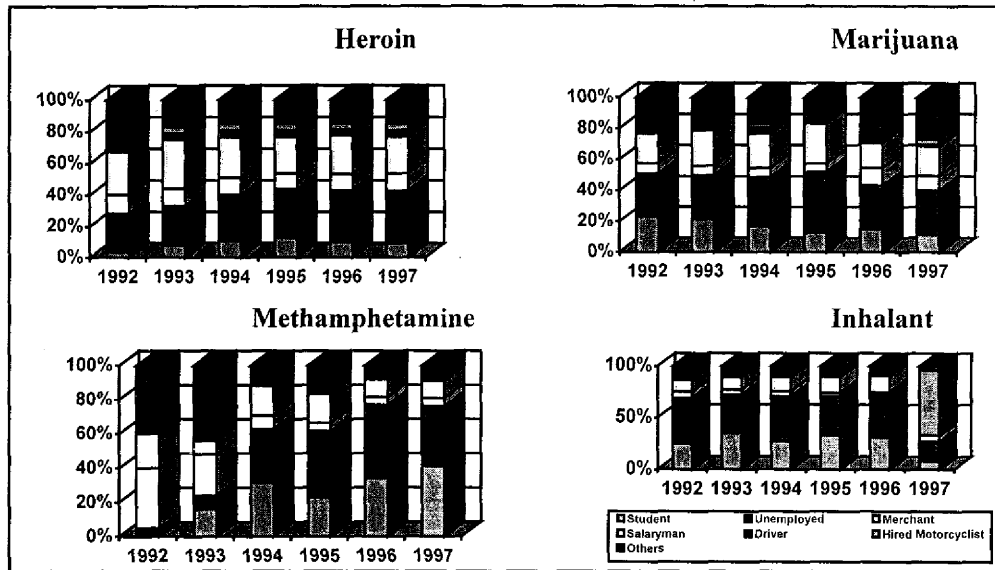 Heroin
100%
80%
60%
40%
20%
0%
1992 1993 1994 1995 1996 1997
Marijuana
100%
80%
60%
40%
20%
0%
1992 1993 1994 1995 1996 1997
Methamphetamine
100%
80%
60%
40%
20%
0%
1992 1993 1994 1995 1996 1997
Inhalant
100%
50%
0%
1992 1993 1994 1995 1996 1997
Student Unemployed Merchant
Salaryman Driver Hired Motorcyclist
Others